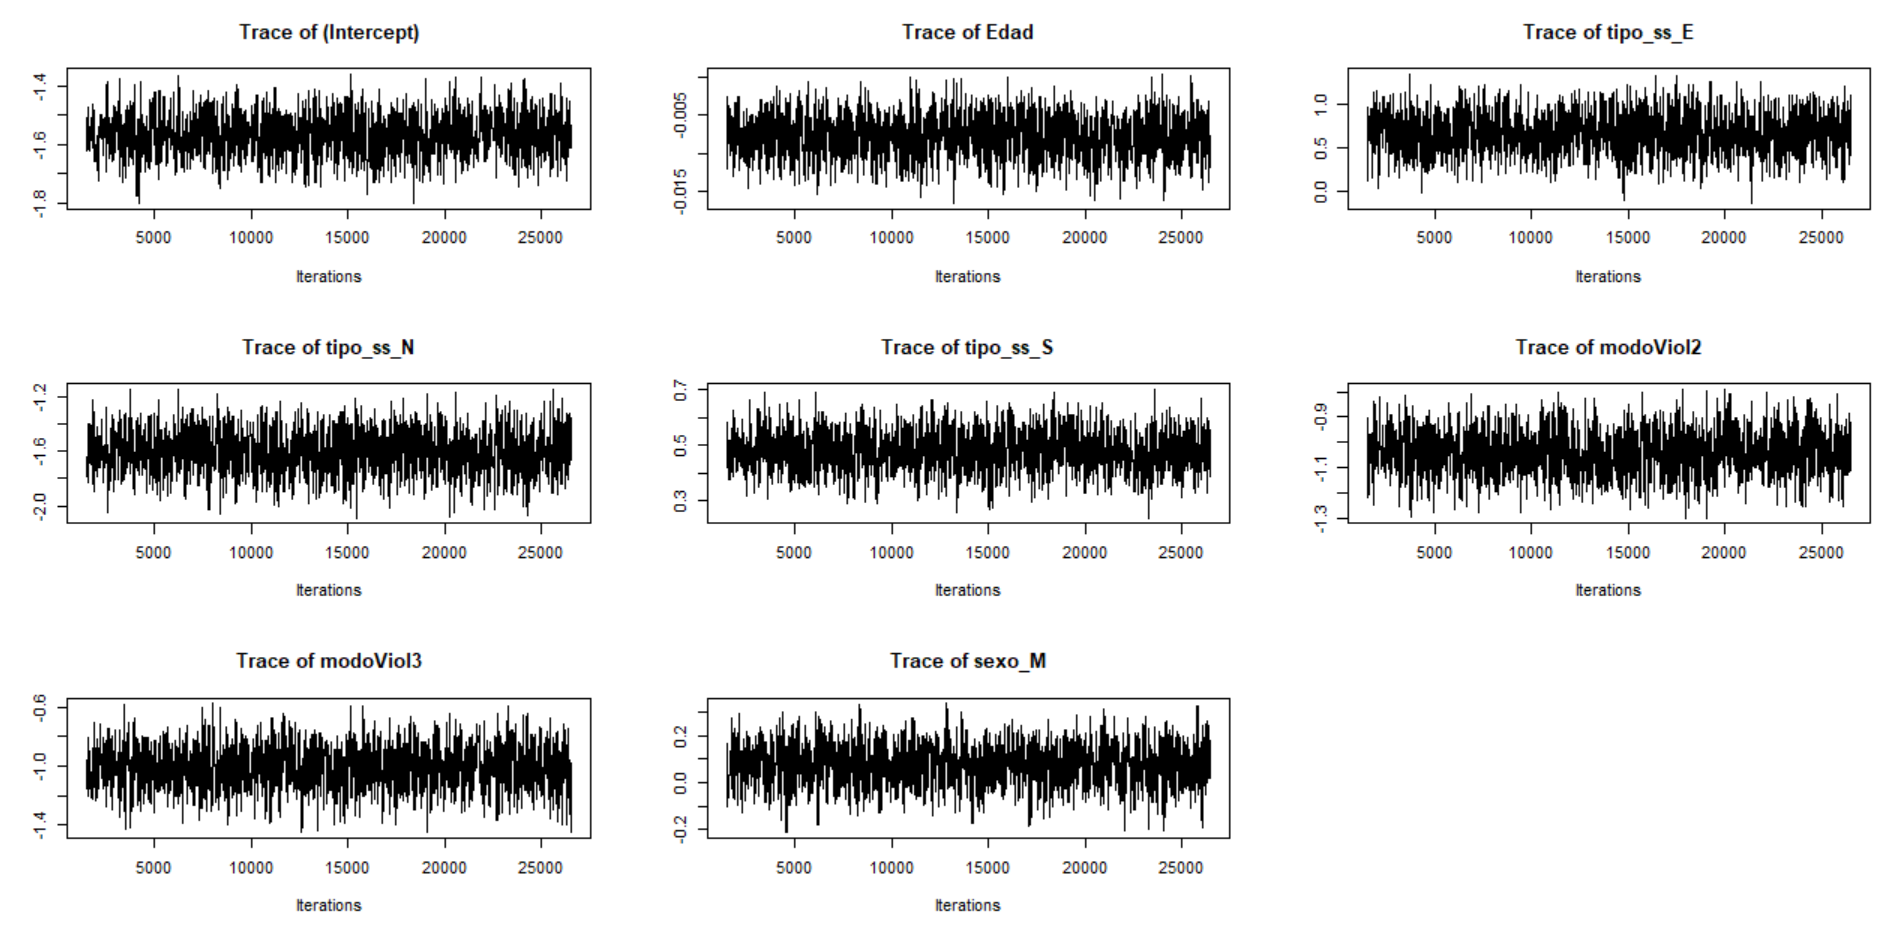 Trace of (Intercept)
-1.4
-1.6
-1.8
5000 10000 15000 20000 25000
Iterations
Trace of Edad
-0.005
-0.015
5000 10000 15000 20000 25000
Iterations
Trace of tipo_ss_E
1.0
0.5
0.0
5000 10000 15000 20000 25000
Iterations
Trace of tipo_ss_N
-1.2
-1.6
-2.0
5000 10000 15000 20000 25000
Iterations
Trace of tipo_ss_S
0.7
0.5
0.3
5000 10000 15000 20000 25000
Iterations
Trace of modoViol2
-0.9
-1.1
-1.3
5000 10000 15000 20000 25000
Iterations
Trace of modoViol3
-0.6
-1.0
-1.4
5000 10000 15000 20000 25000
Iterations
Trace of sexo_M
0.2
0.0
-0.2
5000 10000 15000 20000 25000
Iterations